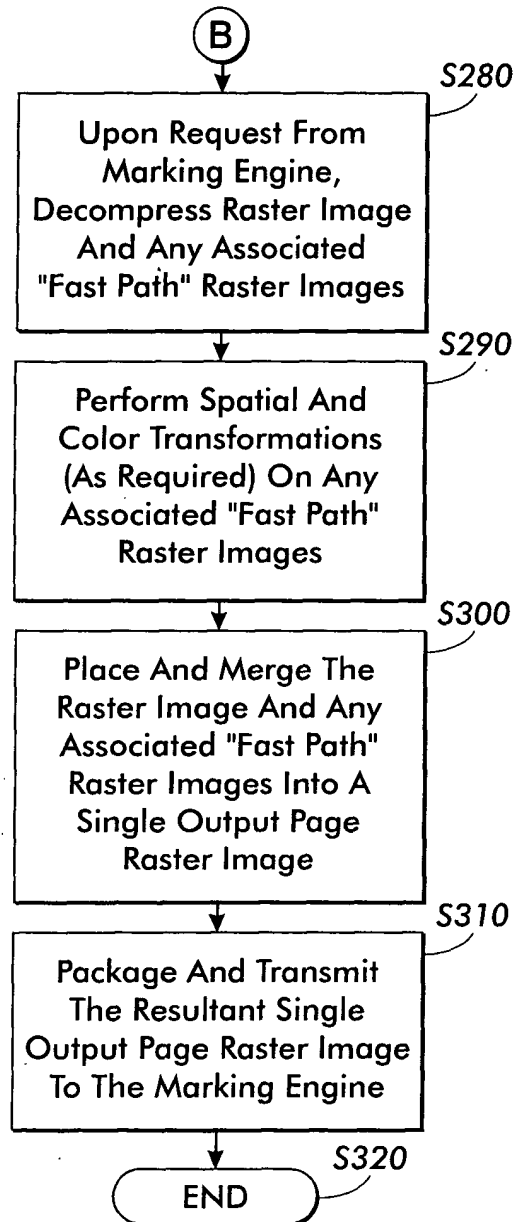 B
S280
Upon Request From
Marking Engine,
Decompress Raster Image
And Any Associated
"Fast Path" Raster Images
S290
Perform Spatial And
Color Transformations
(As Required) On Any
Associated "Fast Path"
Raster Images
S300
Place And Merge The
Raster Image And Any
Associated "Fast Path"
Raster Images Into A
Single Output Page
Raster Image
S310
Package And Transmit
The Resultant Single
Output Page Raster Image
To The Marking Engine
S320
END